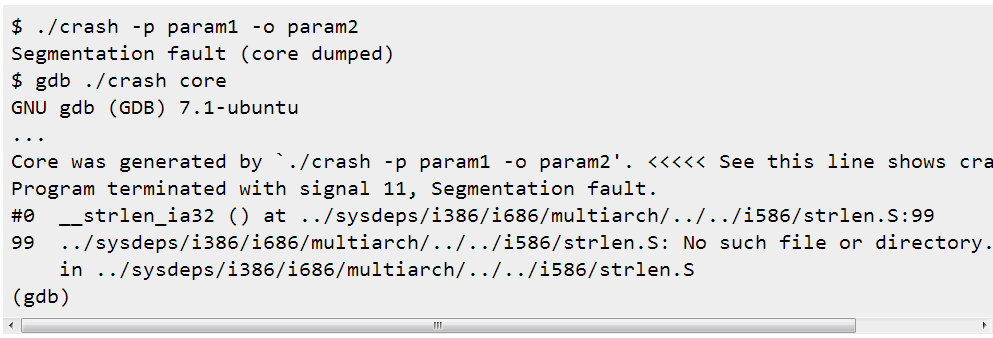 $ ./crash -p param1 -o param2
Segmentation fault (core dumped)
$ gdb ./crash core
GNU gdb (GDB) 7.1-ubuntu
...
Core was generated by `./crash -p param1 -o param2'. <<<<< See this line shows cra
Program terminated with signal 11, Segmentation fault.
#0  __strlen_ia32 () at ../sysdeps/i386/i686/multiarch/../../i586/strlen.S:99
99  ../sysdeps/i386/i686/multiarch/../../i586/strlen.S: No such file or directory.
    in ../sysdeps/i386/i686/multiarch/../../i586/strlen.S
(gdb)